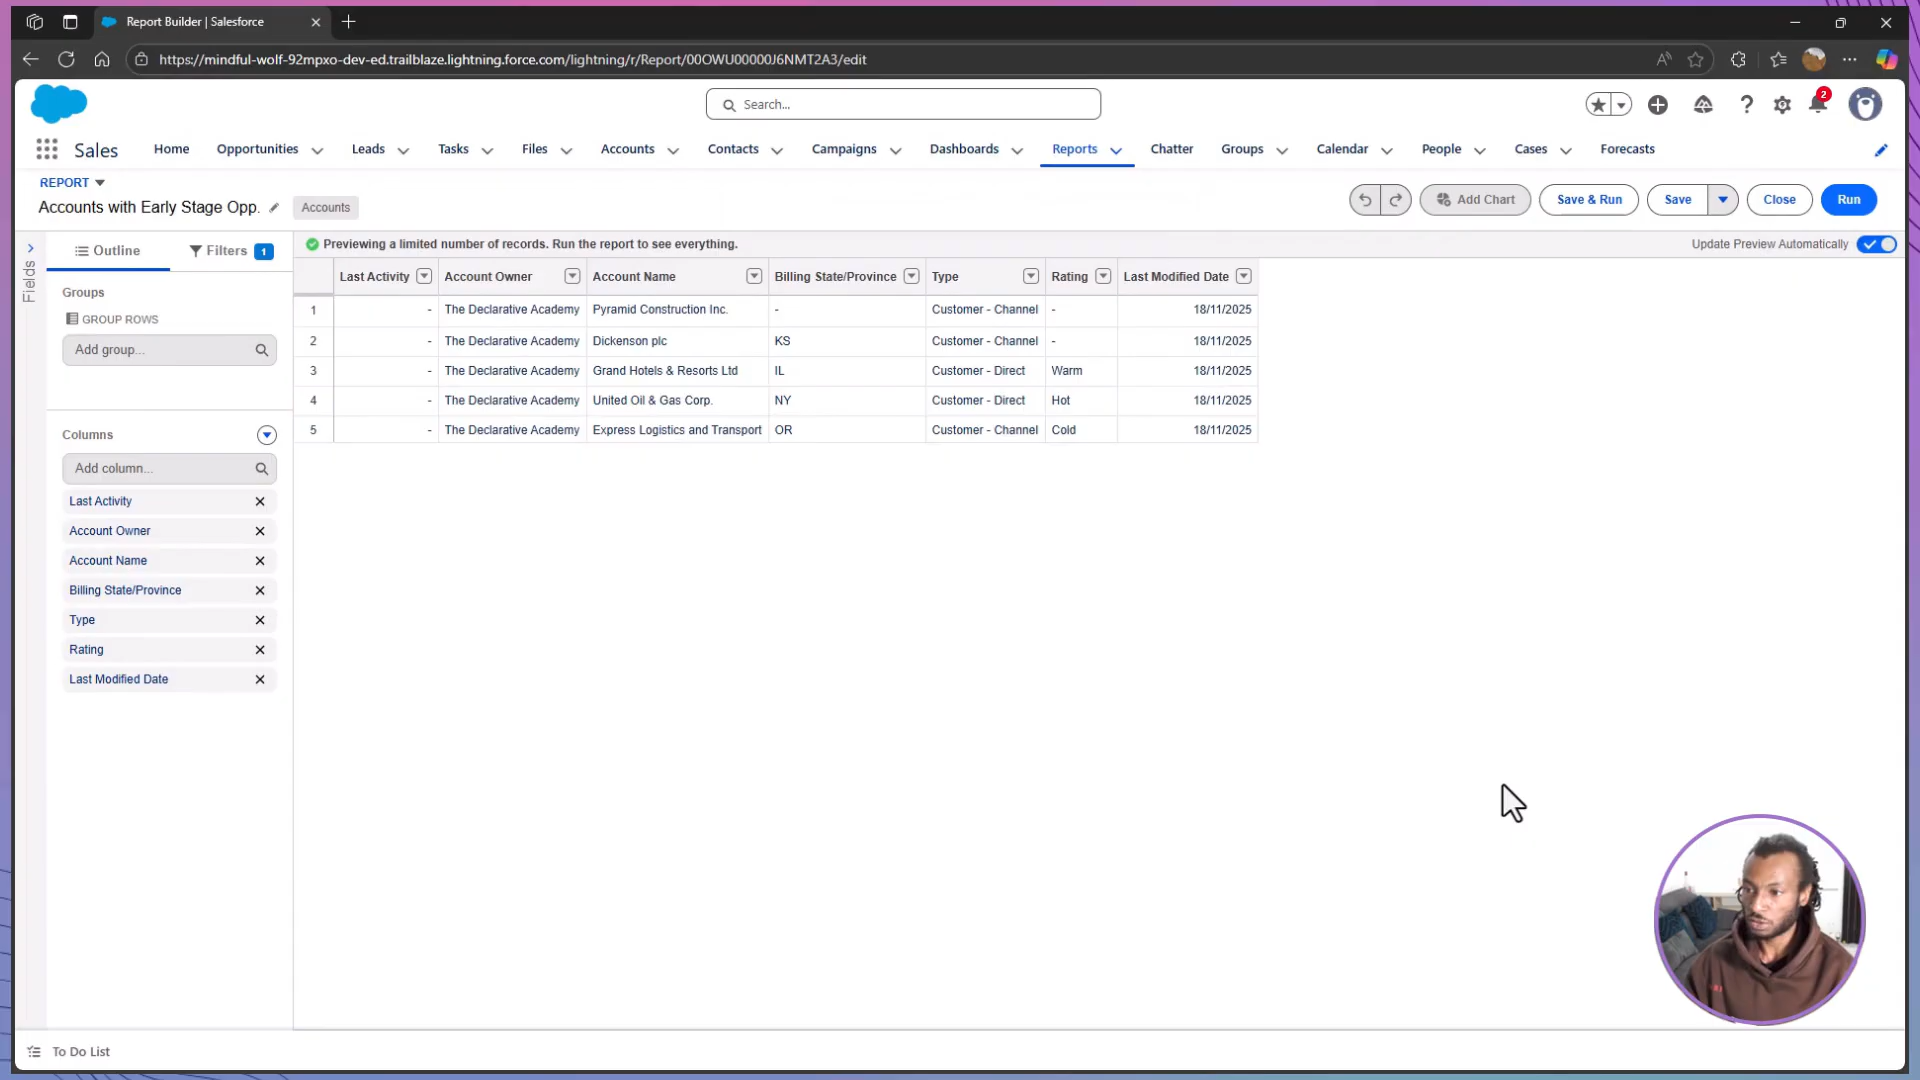 Report Builder | Salesforce
https://mindful-wolf-92mpxo-dev-ed.trailblaze.lightning.force.com/lightning/r/Report/00OWU00000J6NMT2A3/edit
Search...
2
Sales
Home
Opportunities
Leads
Tasks
Files
Accounts
Contacts
Campaigns
Dashboards
Reports
Chatter
Groups
Calendar
People
Cases
Forecasts
REPORT
Accounts with Early Stage Opp.
Accounts
Add Chart
Save & Run
Save
Close
Run
Fields
Outline
Filters 1
Previewing a limited number of records. Run the report to see everything.
Update Preview Automatically
Groups
GROUP ROWS
Add group...
Columns
Add column...
Last Activity
Account Owner
Account Name
Billing State/Province
Type
Rating
Last Modified Date
Last Activity Account Owner Account Name Billing State/Province Type Rating Last Modified Date
1 - The Declarative Academy Pyramid Construction Inc. - Customer - Channel - 18/11/2025
2 - The Declarative Academy Dickenson plc KS Customer - Channel - 18/11/2025
3 - The Declarative Academy Grand Hotels & Resorts Ltd IL Customer - Direct Warm 18/11/2025
4 - The Declarative Academy United Oil & Gas Corp. NY Customer - Direct Hot 18/11/2025
5 - The Declarative Academy Express Logistics and Transport OR Customer - Channel Cold 18/11/2025
To Do List